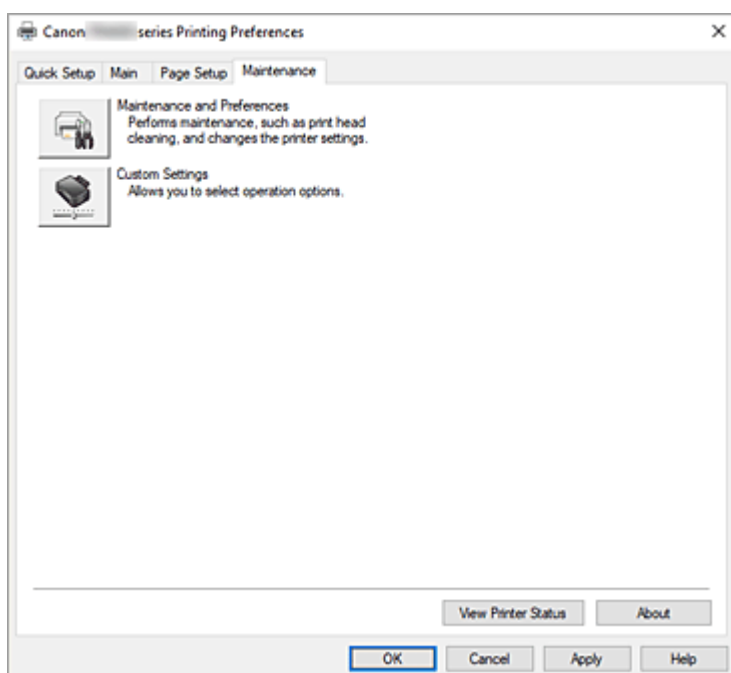 Canon series Printing Preferences
Quick Setup Main Page Setup Maintenance
Maintenance and Preferences
Performs maintenance, such as print head
cleaning, and changes the printer settings.
Custom Settings
Allows you to select operation options.
View Printer Status About
OK Cancel Apply Help